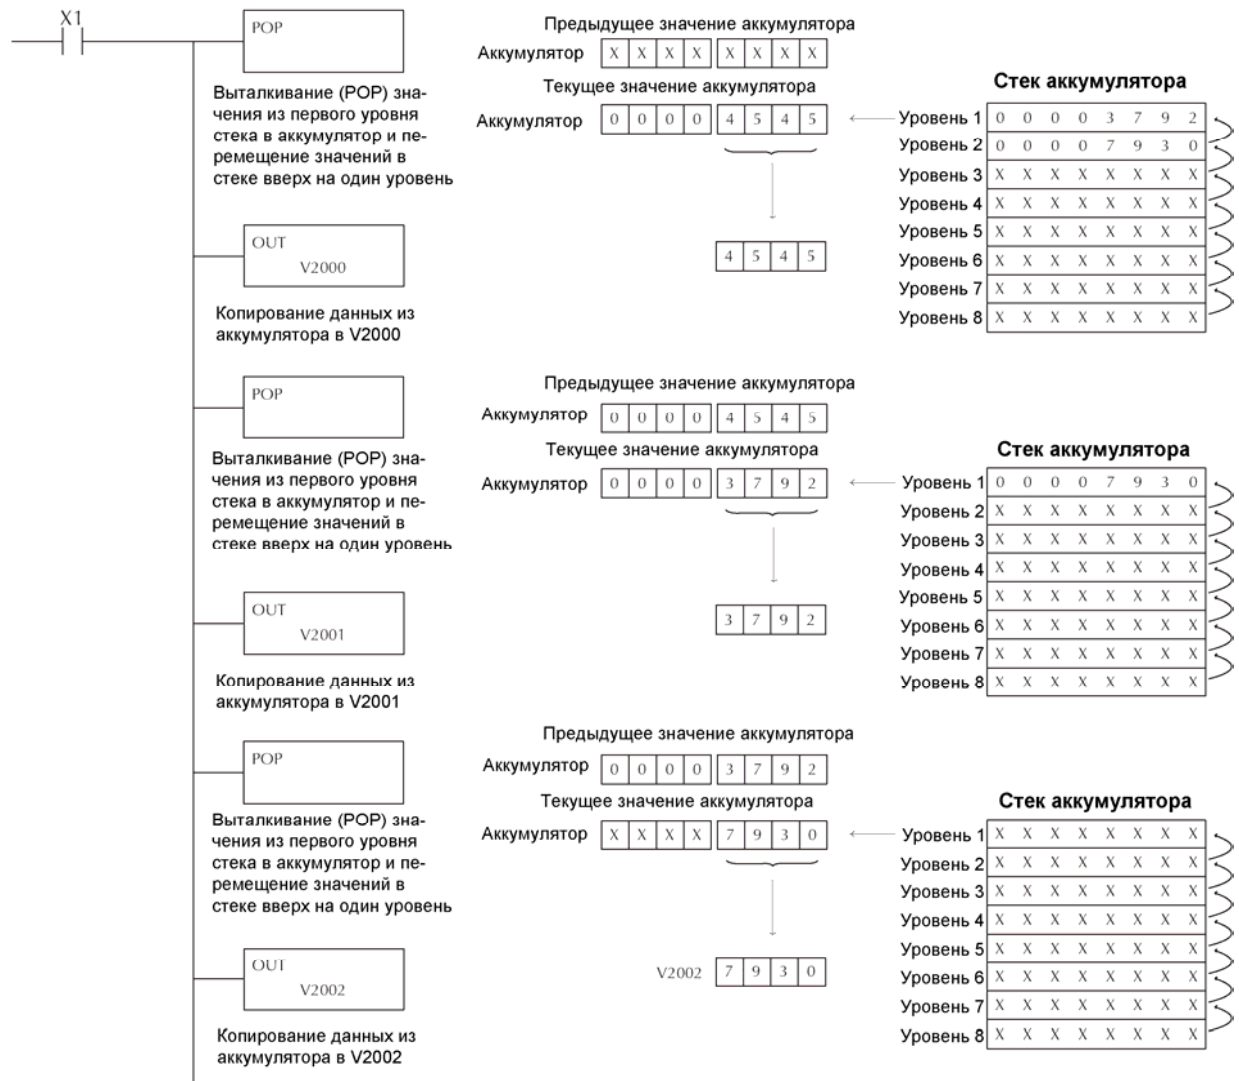 X1
POP
Выталкивание (POP) зна-
чения из первого уровня
стека в аккумулятор и пе-
ремещение значений в
стеке вверх на один уровень
Предыдущее значение аккумулятора
Аккумулятор X X X X X X X X
Текущее значение аккумулятора
Аккумулятор 0 0 0 0 4 5 4 5
4 5 4 5
Стек аккумулятора
Уровень 1 0 0 0 0 3 7 9 2
Уровень 2 0 0 0 0 7 9 3 0
Уровень 3 X X X X X X X X
Уровень 4 X X X X X X X X
Уровень 5 X X X X X X X X
Уровень 6 X X X X X X X X
Уровень 7 X X X X X X X X
Уровень 8 X X X X X X X X
OUT
V2000
Копирование данных из
аккумулятора в V2000
POP
Выталкивание (POP) зна-
чения из первого уровня
стека в аккумулятор и пе-
ремещение значений в
стеке вверх на один уровень
Предыдущее значение аккумулятора
Аккумулятор 0 0 0 0 4 5 4 5
Текущее значение аккумулятора
Аккумулятор 0 0 0 0 3 7 9 2
3 7 9 2
Стек аккумулятора
Уровень 1 0 0 0 0 7 9 3 0
Уровень 2 X X X X X X X X
Уровень 3 X X X X X X X X
Уровень 4 X X X X X X X X
Уровень 5 X X X X X X X X
Уровень 6 X X X X X X X X
Уровень 7 X X X X X X X X
Уровень 8 X X X X X X X X
OUT
V2001
Копирование данных из
аккумулятора в V2001
POP
Выталкивание (POP) зна-
чения из первого уровня
стека в аккумулятор и пе-
ремещение значений в
стеке вверх на один уровень
Предыдущее значение аккумулятора
Аккумулятор 0 0 0 0 3 7 9 2
Текущее значение аккумулятора
Аккумулятор X X X X 7 9 3 0
V2002 7 9 3 0
Стек аккумулятора
Уровень 1 X X X X X X X X
Уровень 2 X X X X X X X X
Уровень 3 X X X X X X X X
Уровень 4 X X X X X X X X
Уровень 5 X X X X X X X X
Уровень 6 X X X X X X X X
Уровень 7 X X X X X X X X
Уровень 8 X X X X X X X X
OUT
V2002
Копирование данных из
аккумулятора в V2002